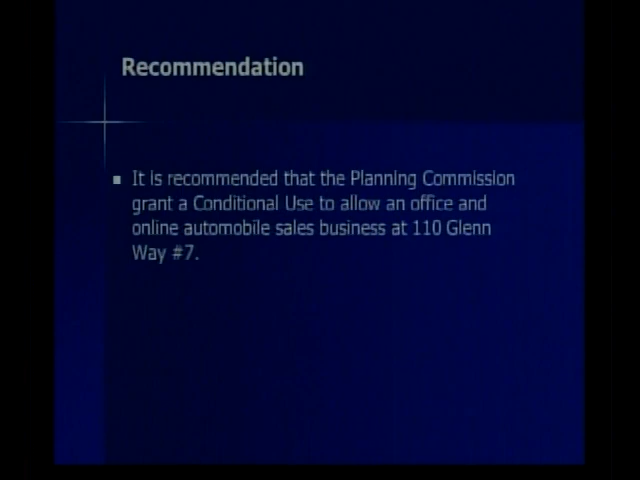 Recommendation
It is recommended that the Planning Commission
grant a Conditional Use to allow an office and
online automobile sales business at 110 Glenn
Way #7.